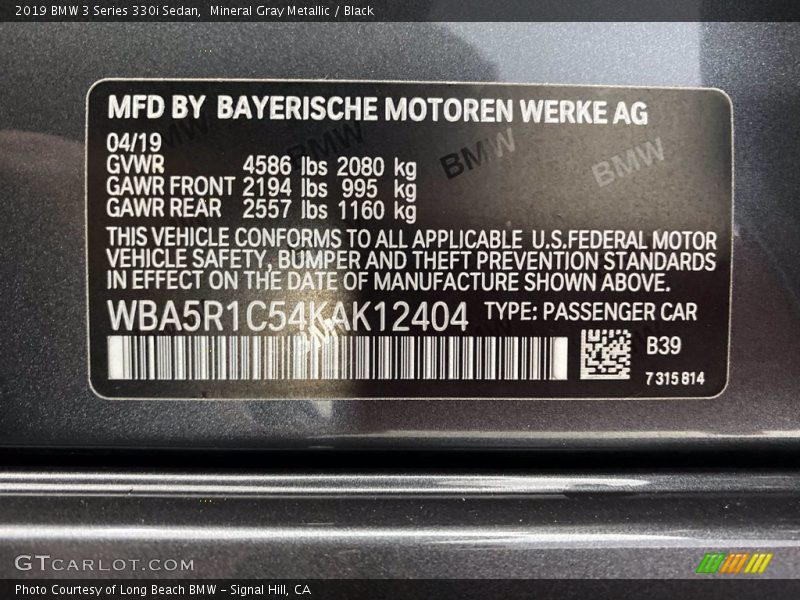 2019 BMW 3 Series 330i Sedan,  Mineral Gray Metallic / Black
MFD BY BAYERISCHE MOTOREN WERKE AG
04/19
GVWR 4586 lbs 2080 kg
GAWR FRONT 2194 lbs 995 kg
GAWR REAR 2557 lbs 1160 kg
THIS VEHICLE CONFORMS TO ALL APPLICABLE U.S.FEDERAL MOTOR
VEHICLE SAFETY, BUMPER AND THEFT PREVENTION STANDARDS
IN EFFECT ON THE DATE OF MANUFACTURE SHOWN ABOVE.
WBA5R1C54KAK12404 TYPE: PASSENGER CAR
B39
7 315 814
BMW
BMW
BMW
BMW
GTCARLOT.COM
Photo Courtesy of Long Beach BMW - Signal Hill, CA